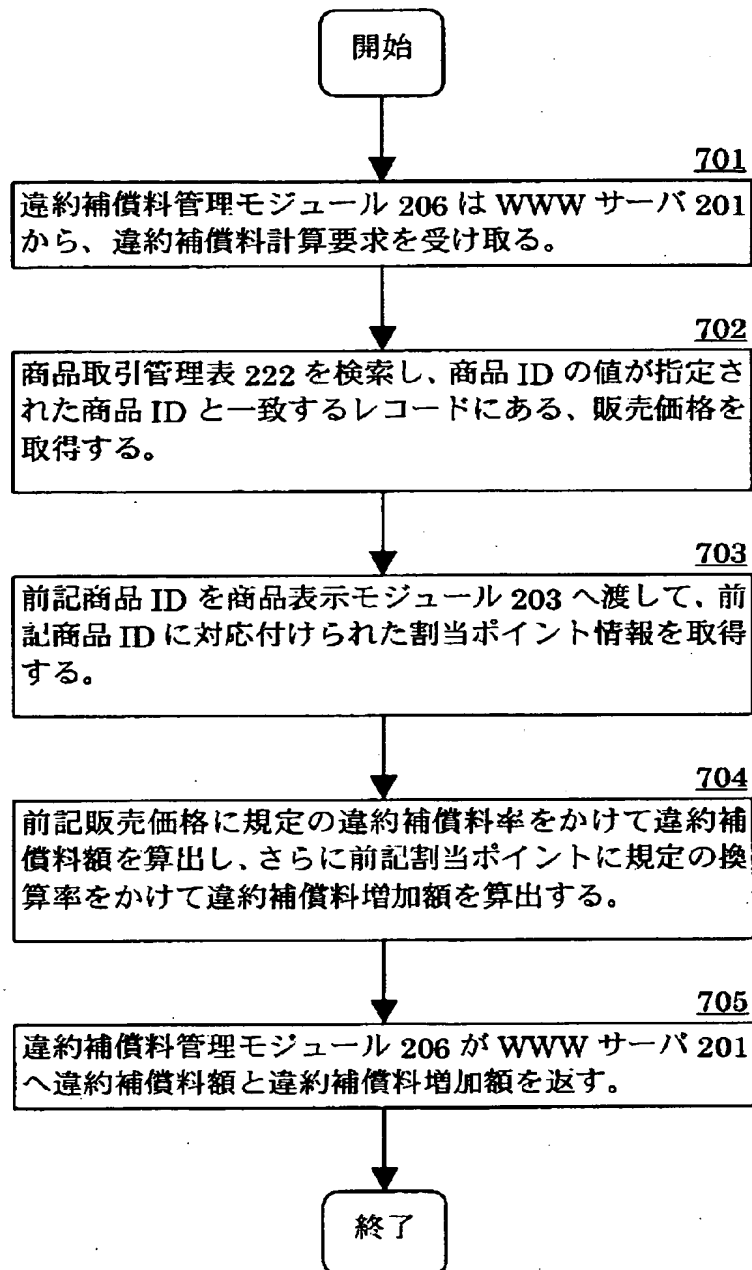 開始
701
違約補償料管理モジュール 206 は WWW サーバ 201
から、違約補償料計算要求を受け取る。
702
商品取引管理表 222 を検索し、商品 ID の値が指定さ
れた商品 ID と一致するレコードにある、販売価格を
取得する。
703
前記商品 ID を商品表示モジュール 203 へ渡して、前
記商品 ID に対応付けられた割当ポイント情報を取得
する。
704
前記販売価格に規定の違約補償料率をかけて違約補
償料額を算出し、さらに前記割当ポイントに規定の換
算率をかけて違約補償料増加額を算出する。
705
違約補償料管理モジュール 206 が WWW サーバ 201
へ違約補償料額と違約補償料増加額を返す。
終了